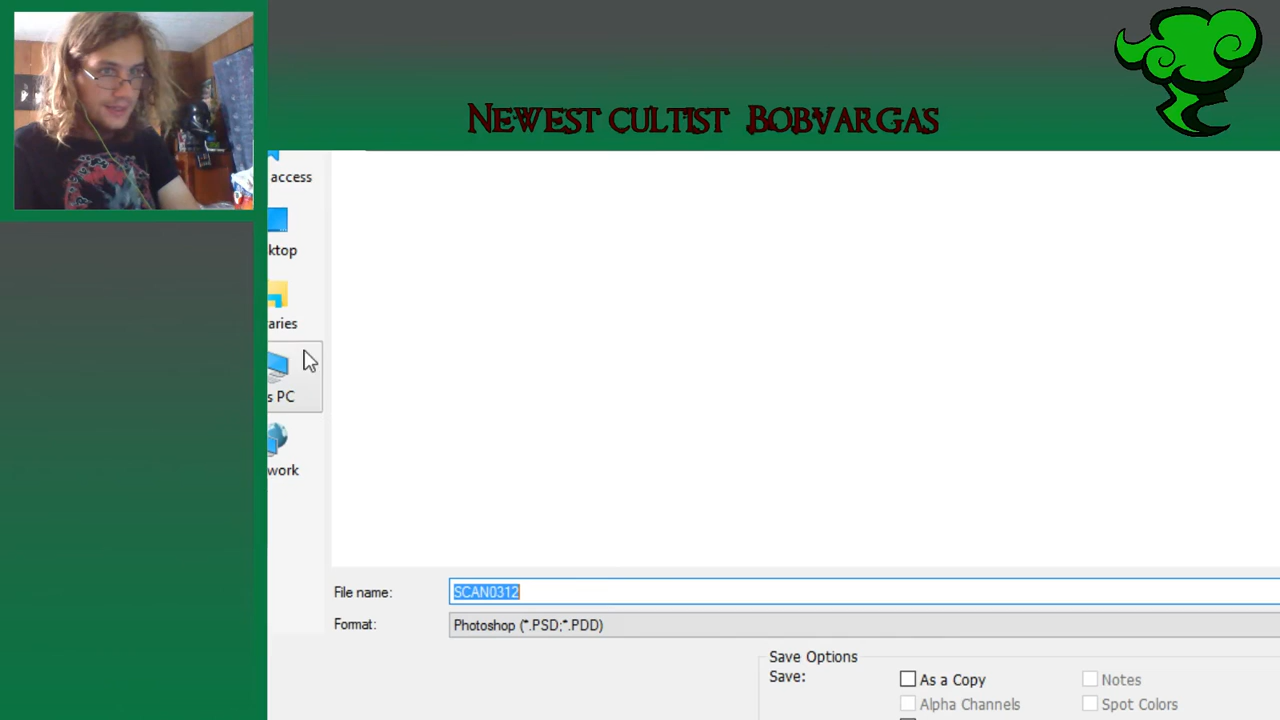 NEWEST CULTIST BOBVARGAS
access
ktop
aries
s PC
work
File name: SCAN0312
Format: Photoshop (*.PSD;*.PDD)
Save Options
Save: As a Copy Notes
Alpha Channels Spot Colors